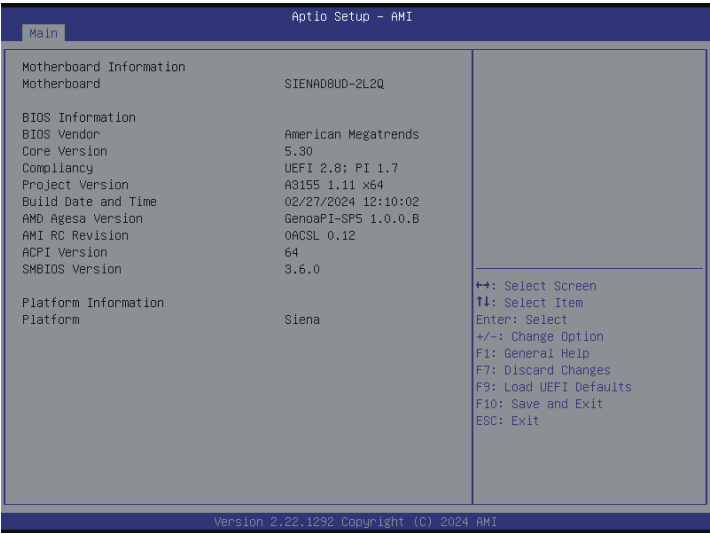 Aptio Setup - AMI
Main
Motherboard Information
Motherboard SIENAD8UD-2L2Q
BIOS Information
BIOS Vendor American Megatrends
Core Version 5.30
Compliancy UEFI 2.8; PI 1.7
Project Version A3155 1.11 x64
Build Date and Time 02/27/2024 12:10:02
AMD Agesa Version GenoaPI-SP5 1.0.0.B
AMI RC Revision 0ACSL 0.12
ACPI Version 64
SMBIOS Version 3.6.0
Platform Information
Platform Siena
↔: Select Screen
↑↓: Select Item
Enter: Select
+/-: Change Option
F1: General Help
F7: Discard Changes
F9: Load UEFI Defaults
F10: Save and Exit
ESC: Exit
Version 2.22.1292 Copyright (C) 2024 AMI